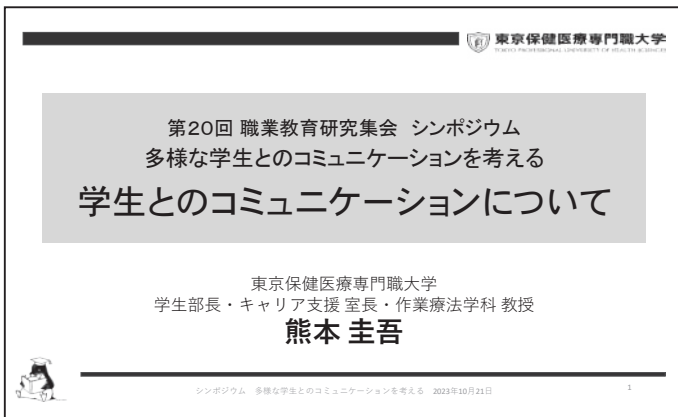 東京保健医療専門職大学
TOKYO PROFESSIONAL UNIVERSITY OF HEALTH SCIENCES
第20回 職業教育研究集会 シンポジウム
多様な学生とのコミュニケーションを考える
学生とのコミュニケーションについて
東京保健医療専門職大学
学生部長・キャリア支援 室長・作業療法学科 教授
熊本 圭吾
シンポジウム 多様な学生とのコミュニケーションを考える 2023年10月21日
1